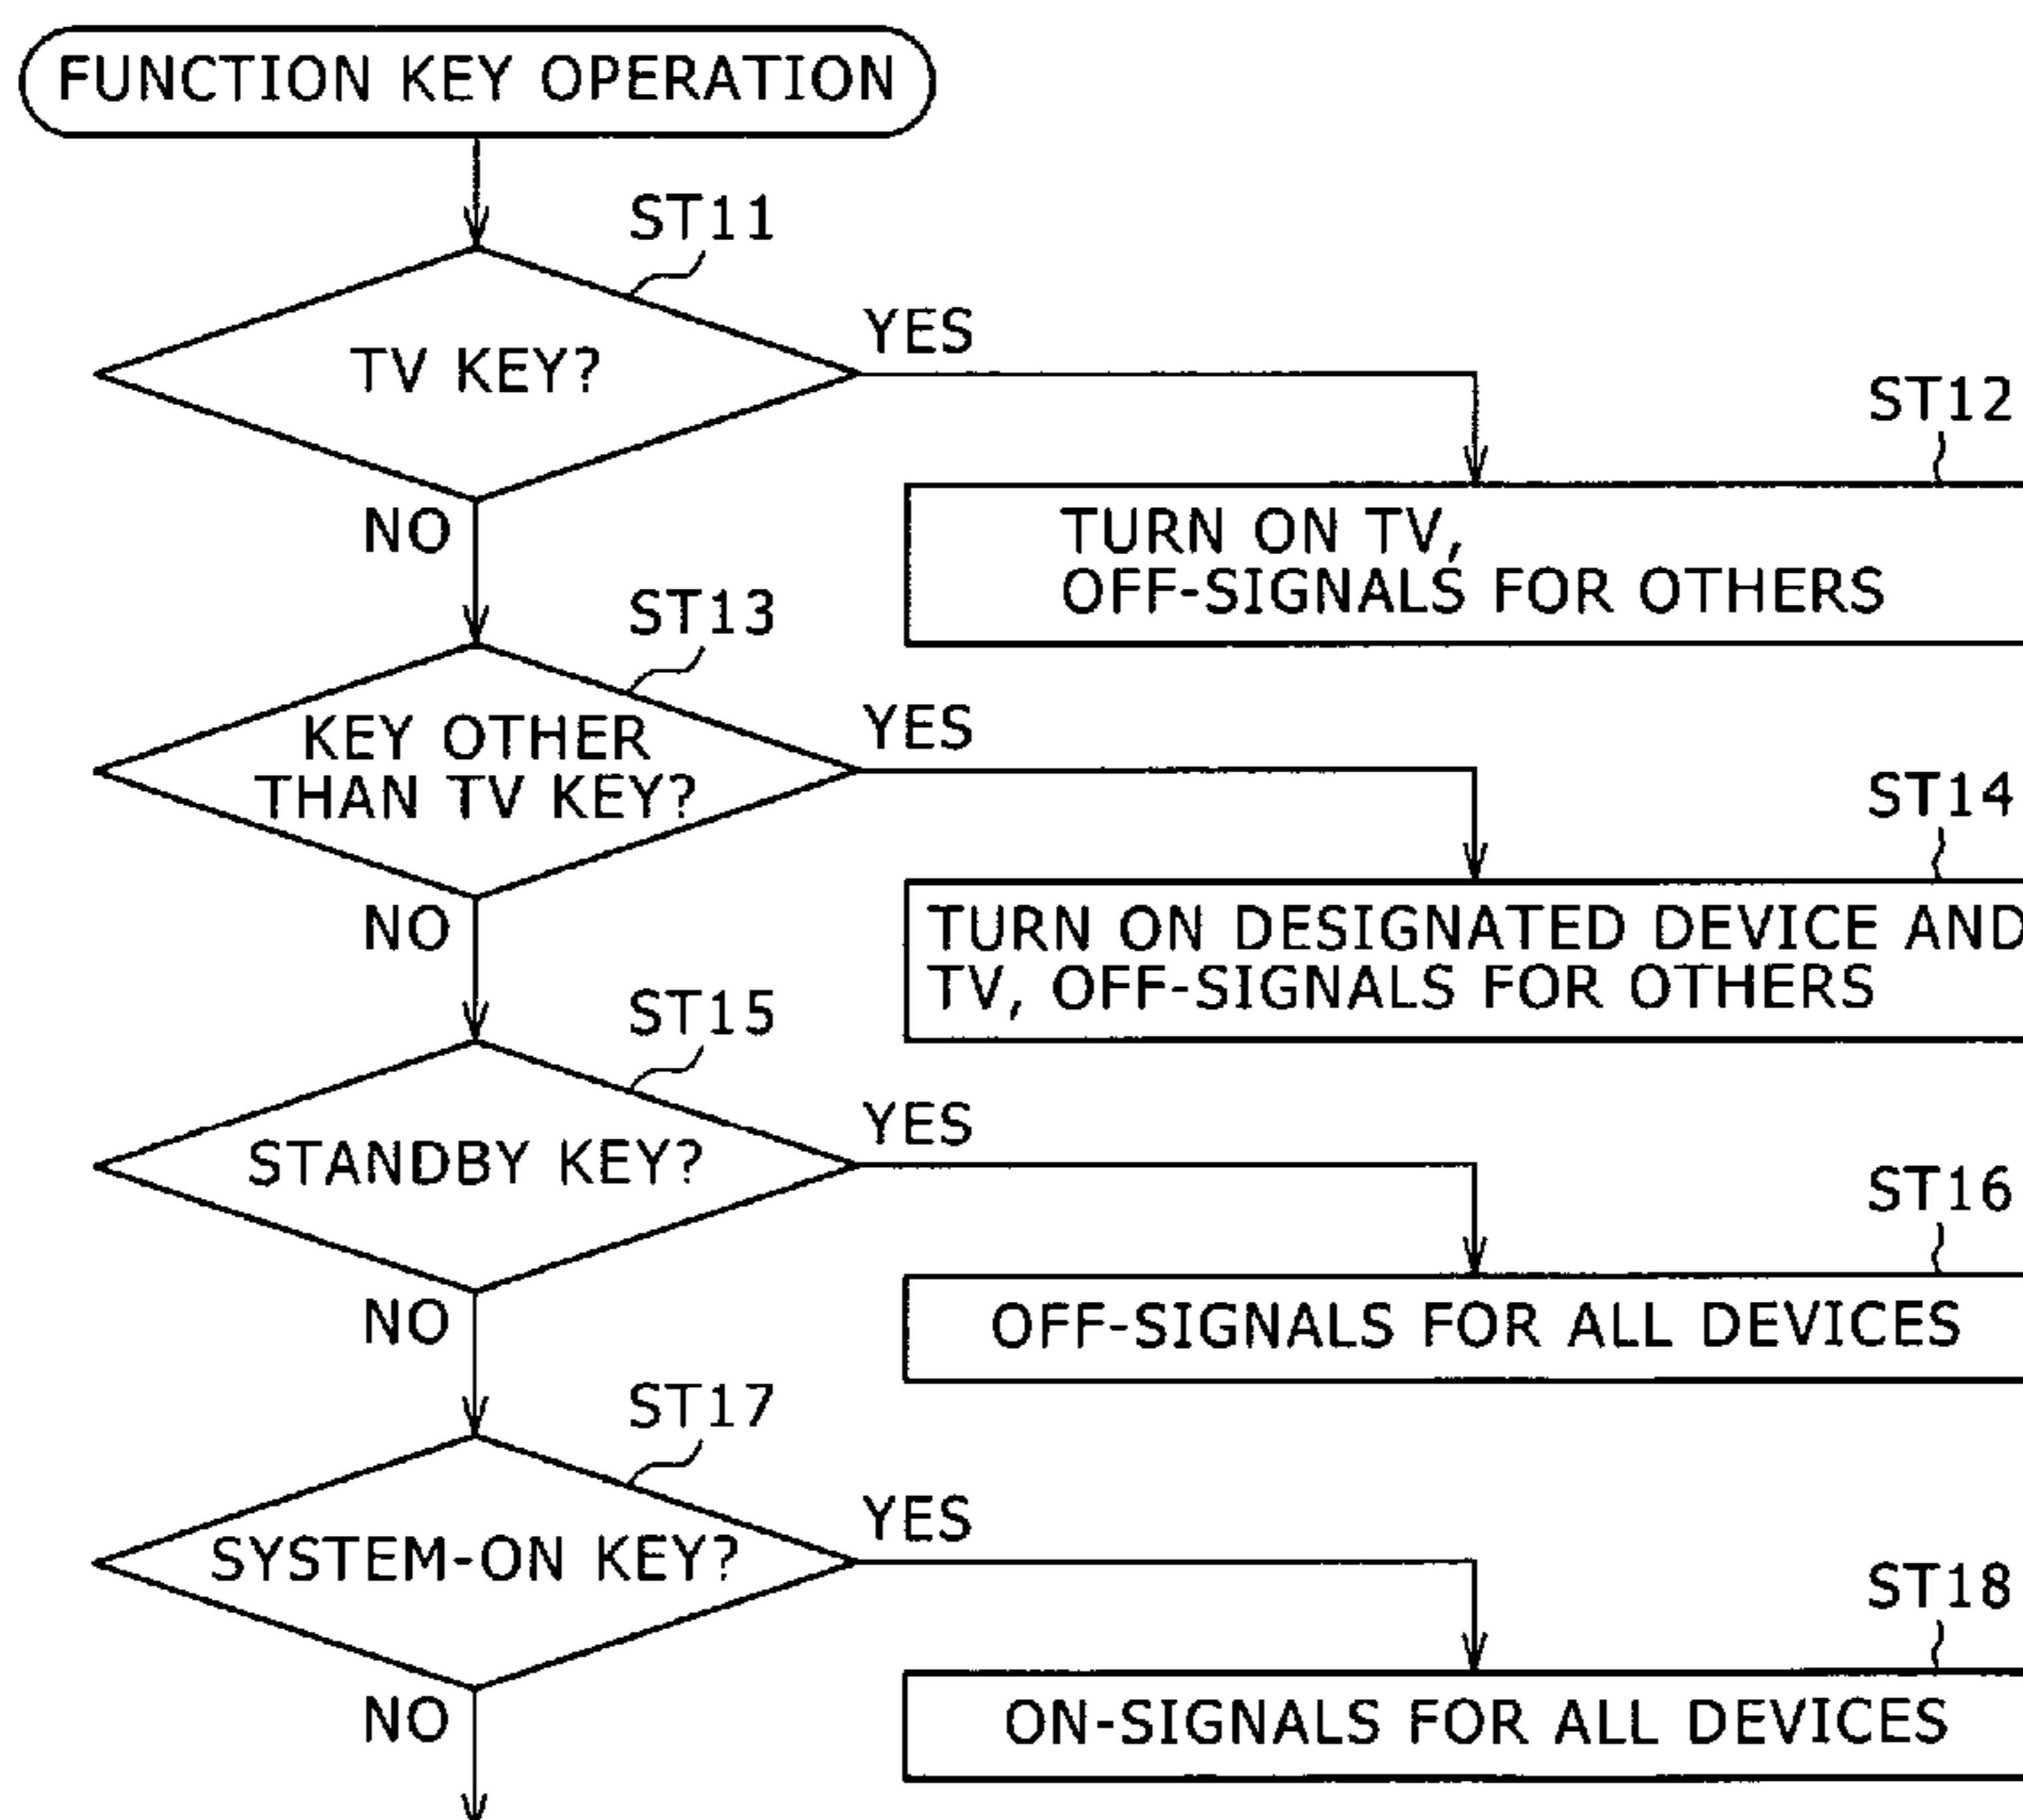 FUNCTION KEY OPERATION
ST11
TV KEY?
YES
NO
ST12
TURN ON TV,
OFF-SIGNALS FOR OTHERS
ST13
KEY OTHER
THAN TV KEY?
YES
NO
ST14
TURN ON DESIGNATED DEVICE AND
TV, OFF-SIGNALS FOR OTHERS
ST15
STANDBY KEY?
YES
NO
ST16
OFF-SIGNALS FOR ALL DEVICES
ST17
SYSTEM-ON KEY?
YES
NO
ST18
ON-SIGNALS FOR ALL DEVICES